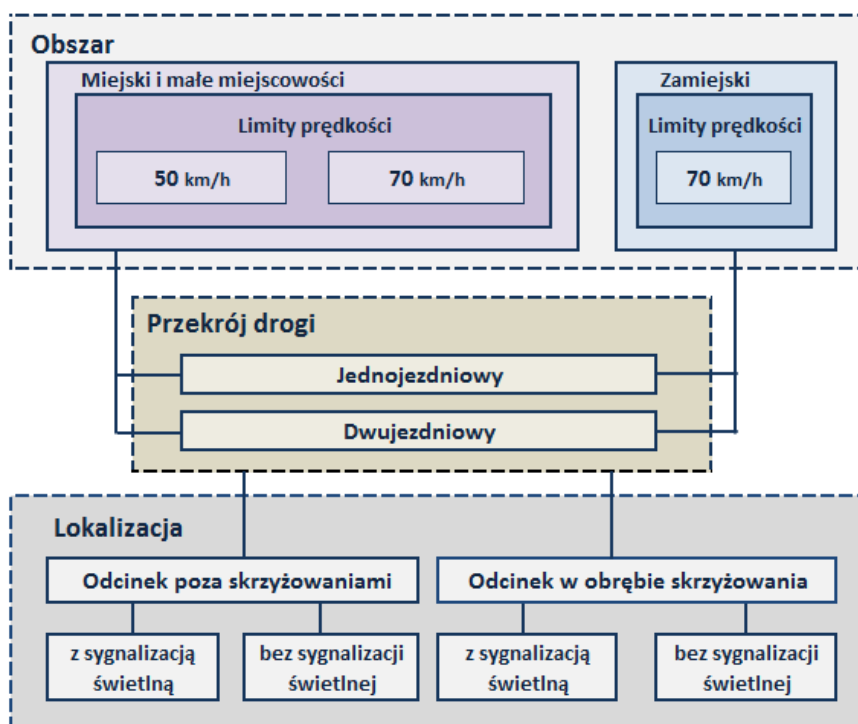 Obszar
Miejski i małe miejscowości
Limity prędkości
50 km/h
70 km/h
Zamiejski
Limity prędkości
70 km/h
Przekrój drogi
Jednojezdniowy
Dwujezdniowy
Lokalizacja
Odcinek poza skrzyżowaniami
z sygnalizacją
świetlną
bez sygnalizacji
świetlnej
Odcinek w obrębie skrzyżowania
z sygnalizacją
świetlną
bez sygnalizacji
świetlnej